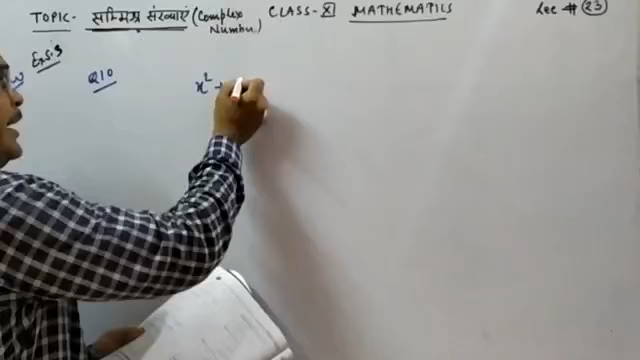 TOPIC- सम्मिश्र संख्याएं (Complex Number) CLASS-XI MATHEMATICS Lec # 23
Ex 5.3
Q10 x² +